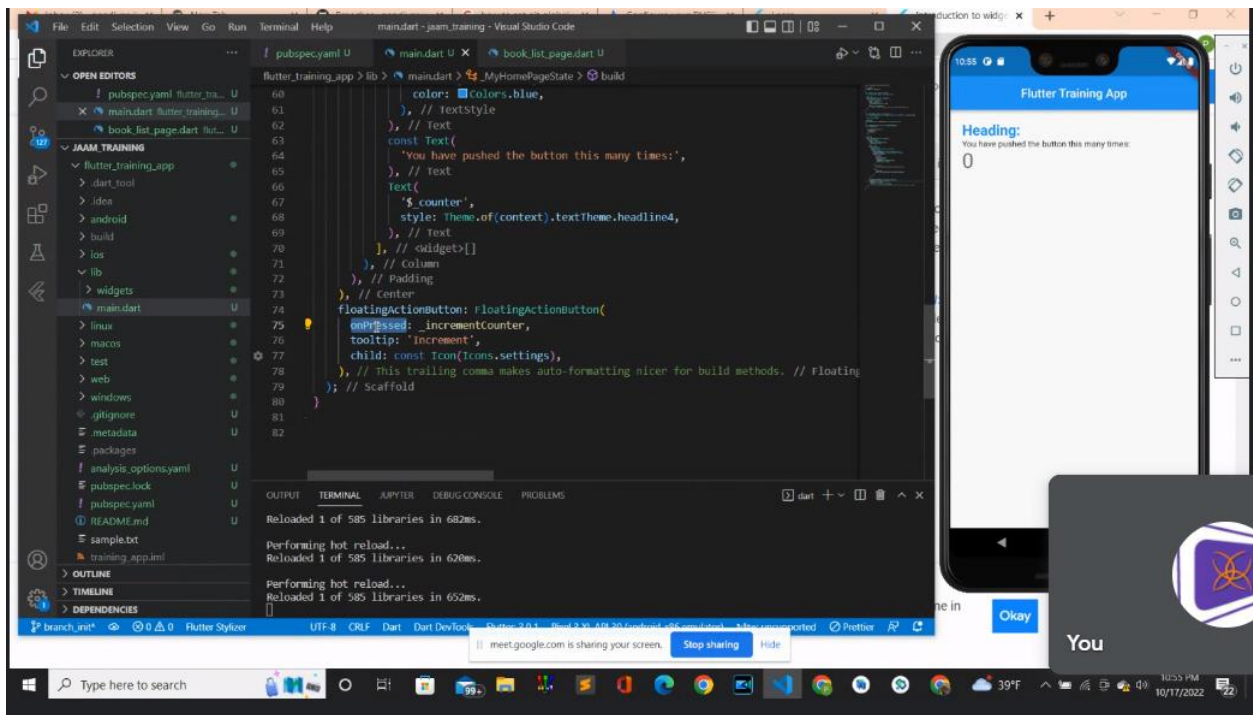 File Edit Selection View Go Run Terminal Help main.dart - jaam_training - Visual Studio Code
EXPLORER
OPEN EDITORS
pubspec.yaml flutter_tra... U
main.dart flutter_training... U
book_list_page.dart flut... U
JAAM_TRAINING
flutter_training_app
.dart_tool
.idea
android
build
ios
lib
widgets
main.dart U
linux
macos
test
web
windows
.gitignore U
.metadata U
.packages
analysis_options.yaml U
pubspec.lock U
pubspec.yaml U
README.md U
sample.txt
training_app.iml
OUTLINE
TIMELINE
DEPENDENCIES
pubspec.yaml U main.dart U book_list_page.dart U
flutter_training_app > lib > main.dart > _MyHomePageState > build
60 color: Colors.blue,
61 ), // TextStyle
62 ), // Text
63 const Text(
64 'You have pushed the button this many times:',
65 ), // Text
66 Text(
67 '$_counter',
68 style: Theme.of(context).textTheme.headline4,
69 ), // Text
70 ], // <Widget>[]
71 ), // Column
72 ), // Padding
73 ), // Center
74 floatingActionButton: FloatingActionButton(
75 onPressed: _incrementCounter,
76 tooltip: 'Increment',
77 child: const Icon(Icons.settings),
78 ), // This trailing comma makes auto-formatting nicer for build methods. // Floating
79 ); // Scaffold
80 }
81
82
OUTPUT TERMINAL JUPYTER DEBUG CONSOLE PROBLEMS dart
Reloaded 1 of 585 libraries in 682ms.
Performing hot reload...
Reloaded 1 of 585 libraries in 620ms.
Performing hot reload...
Reloaded 1 of 585 libraries in 652ms.
branch_init* 0 0 Flutter Stylizer UTF-8 CRLF Dart Dart DevTools Prettier
10:55
Flutter Training App
Heading:
You have pushed the button this many times:
0
duction to widg
me in
Okay
You
meet.google.com is sharing your screen. Stop sharing Hide
Type here to search
99+
39°F
10:55 PM
10/17/2022
22